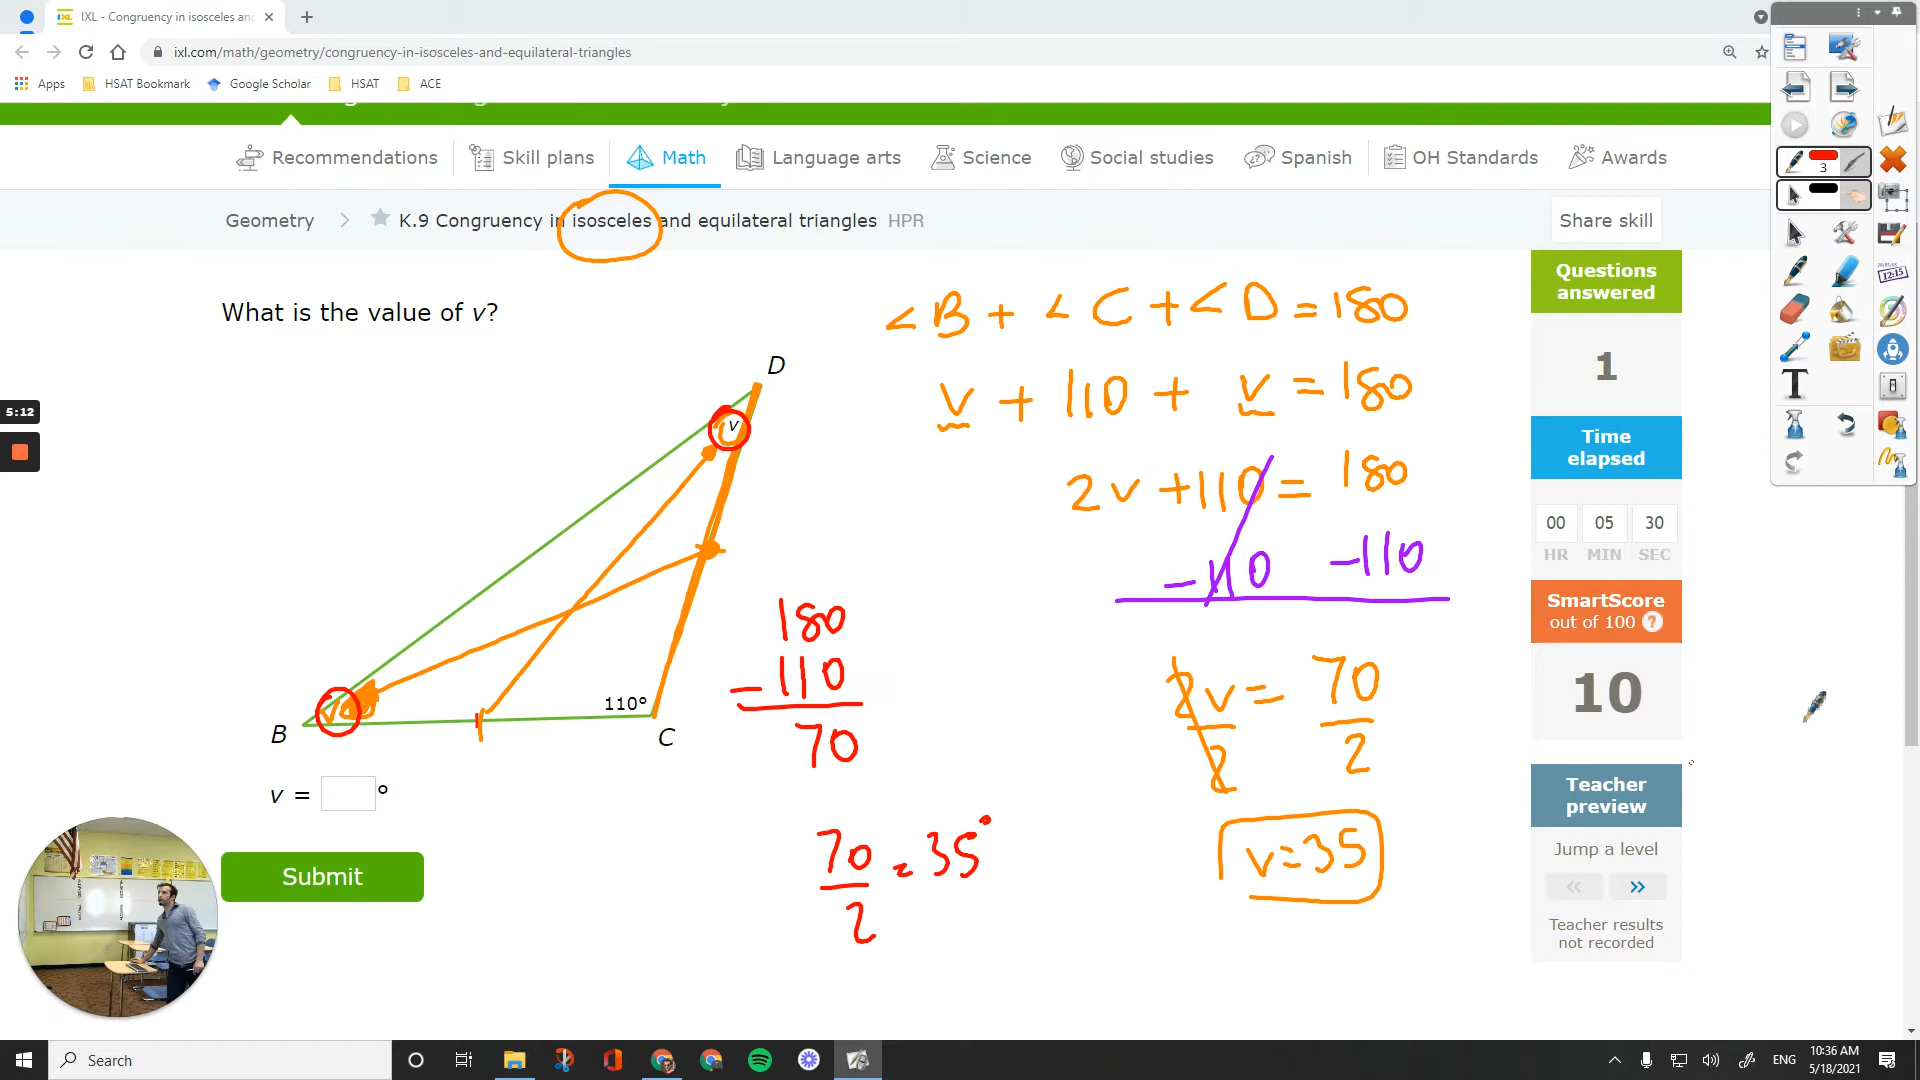 IXL - Congruency in isosceles and
ixl.com/math/geometry/congruency-in-isosceles-and-equilateral-triangles
Apps HSAT Bookmark Google Scholar HSAT ACE
Recommendations Skill plans Math Language arts Science Social studies Spanish OH Standards Awards
Geometry K.9 Congruency in isosceles and equilateral triangles HPR
Share skill
What is the value of v?
D
v
B
v
110°
C
v = °
Submit
180
-110
70
70/2 = 35°
∠B + ∠C + ∠D = 180
v + 110 + v = 180
2v + 110 = 180
-110 -110
2v/2 = 70/2
v = 35
Questions
answered
1
Time
elapsed
00 05 30
HR MIN SEC
SmartScore
out of 100 ?
10
Teacher
preview
Jump a level
Teacher results
not recorded
5:12
3
12:15
T
Search
ENG
10:36 AM
5/18/2021